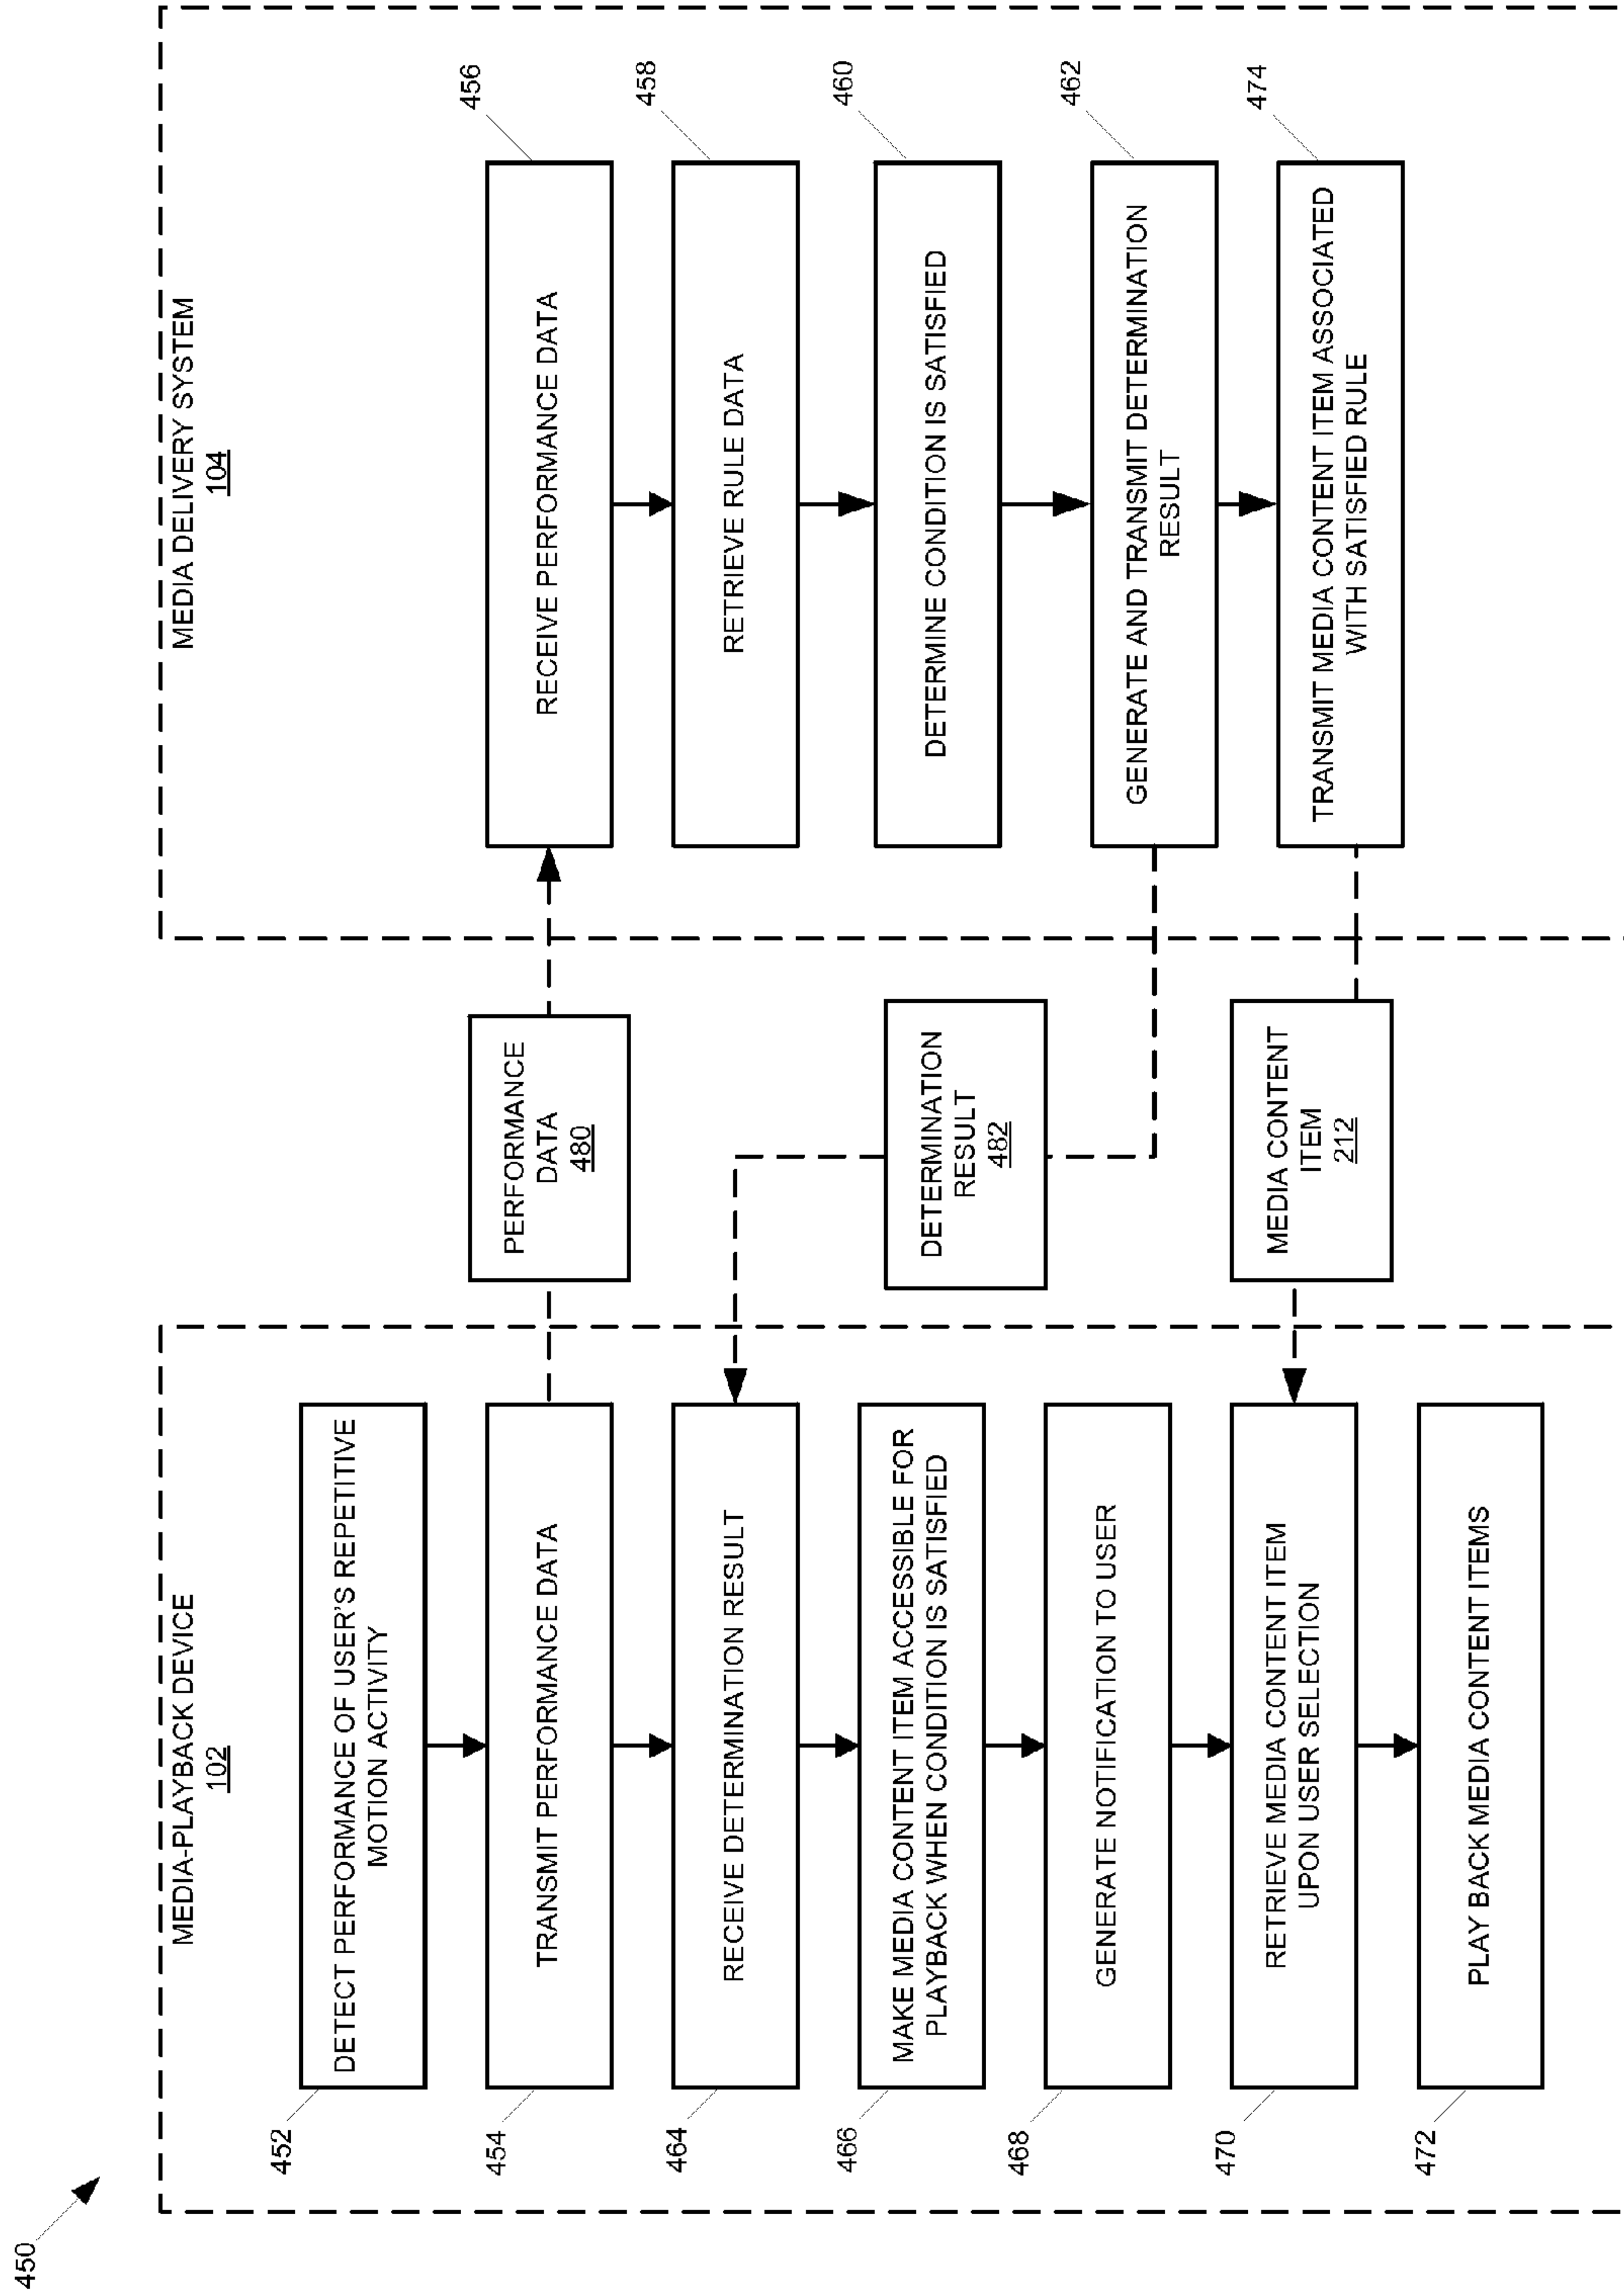 450
MEDIA-PLAYBACK DEVICE
102
452
DETECT PERFORMANCE OF USER'S REPETITIVE
MOTION ACTIVITY
454
TRANSMIT PERFORMANCE DATA
464
RECEIVE DETERMINATION RESULT
466
MAKE MEDIA CONTENT ITEM ACCESSIBLE FOR
PLAYBACK WHEN CONDITION IS SATISFIED
468
GENERATE NOTIFICATION TO USER
470
RETRIEVE MEDIA CONTENT ITEM
UPON USER SELECTION
472
PLAY BACK MEDIA CONTENT ITEMS
PERFORMANCE
DATA
480
DETERMINATION
RESULT
482
MEDIA CONTENT
ITEM
212
MEDIA DELIVERY SYSTEM
104
456
RECEIVE PERFORMANCE DATA
458
RETRIEVE RULE DATA
460
DETERMINE CONDITION IS SATISFIED
462
GENERATE AND TRANSMIT DETERMINATION
RESULT
474
TRANSMIT MEDIA CONTENT ITEM ASSOCIATED
WITH SATISFIED RULE